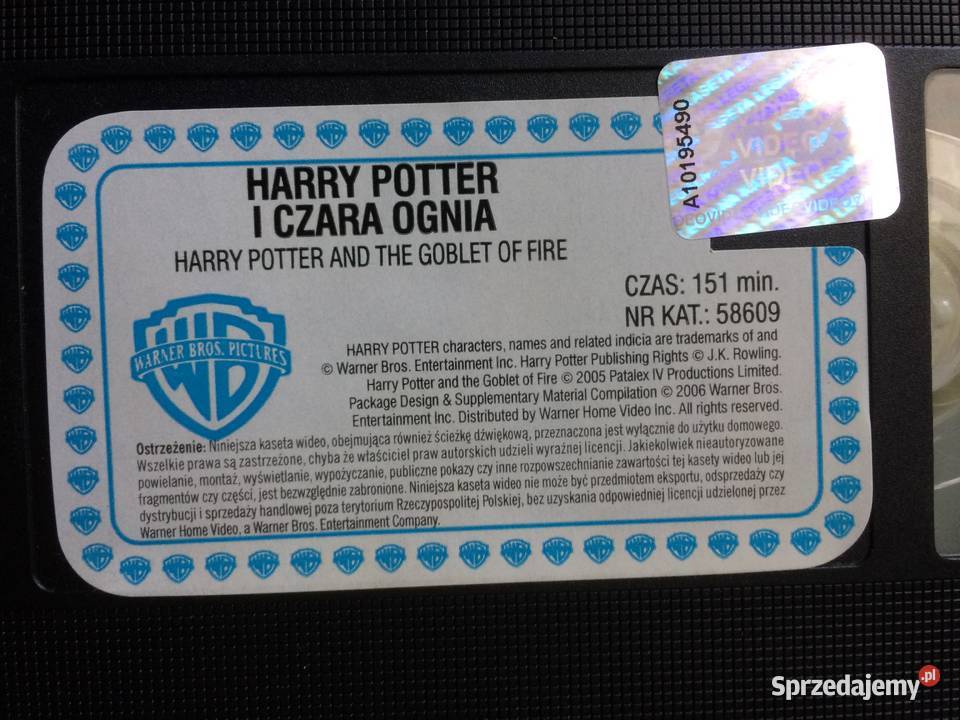 HARRY POTTER
I CZARA OGNIA
HARRY POTTER AND THE GOBLET OF FIRE
A10195490
VIDEO
VIDEO
CZAS: 151 min.
NR KAT.: 58609
WARNER BROS. PICTURES
HARRY POTTER characters, names and related indicia are trademarks of and
© Warner Bros. Entertainment Inc. Harry Potter Publishing Rights © J.K. Rowling.
Harry Potter and the Goblet of Fire © 2005 Patalex IV Productions Limited.
Package Design & Supplementary Material Compilation © 2006 Warner Bros.
Entertainment Inc. Distributed by Warner Home Video Inc. All rights reserved.
Ostrzeżenie: Niniejsza kaseta wideo, obejmująca również ścieżkę dźwiękową, przeznaczona jest wyłącznie do użytku domowego.
Wszelkie prawa są zastrzeżone, chyba że właściciel praw autorskich udzieli wyraźnej licencji. Jakiekolwiek nieautoryzowane
powielanie, montaż, wyświetlanie, wypożyczanie, publiczne pokazy czy inne rozpowszechnianie zawartości tej kasety wideo lub jej
fragmentów czy części, jest bezwzględnie zabronione. Niniejsza kaseta wideo nie może być przedmiotem eksportu, odsprzedaży czy
dystrybucji i sprzedaży handlowej poza terytorium Rzeczypospolitej Polskiej, bez uzyskania odpowiedniej licencji udzielonej przez
Warner Home Video, a Warner Bros. Entertainment Company.
Sprzedajemy.pl